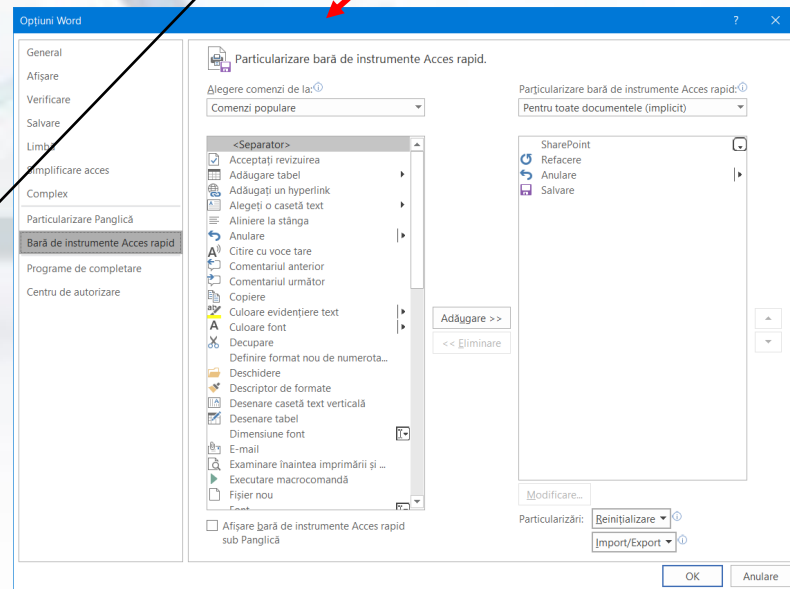 Opțiuni Word
General
Afișare
Verificare
Salvare
Limbă
Simplificare acces
Complex
Particularizare Panglică
Bară de instrumente Acces rapid
Programe de completare
Centru de autorizare
Particularizare bară de instrumente Acces rapid.
Alegere comenzi de la:
Comenzi populare
<Separator>
Acceptați revizuirea
Adăugare tabel
Adăugați un hyperlink
Alegeți o casetă text
Aliniere la stânga
Anulare
Citire cu voce tare
Comentariul anterior
Comentariul următor
Copiere
Culoare evidențiere text
Culoare font
Decupare
Definire format nou de numerota...
Deschidere
Descriptor de formate
Desenare casetă text verticală
Desenare tabel
Dimensiune font
E-mail
Examinare înaintea imprimării și ...
Executare macrocomandă
Fișier nou
Font
Afișare bară de instrumente Acces rapid
sub Panglică
Adăugare >>
<< Eliminare
Particularizare bară de instrumente Acces rapid:
Pentru toate documentele (implicit)
SharePoint
Refacere
Anulare
Salvare
Modificare...
Particularizări: Reinițializare
Import/Export
OK Anulare